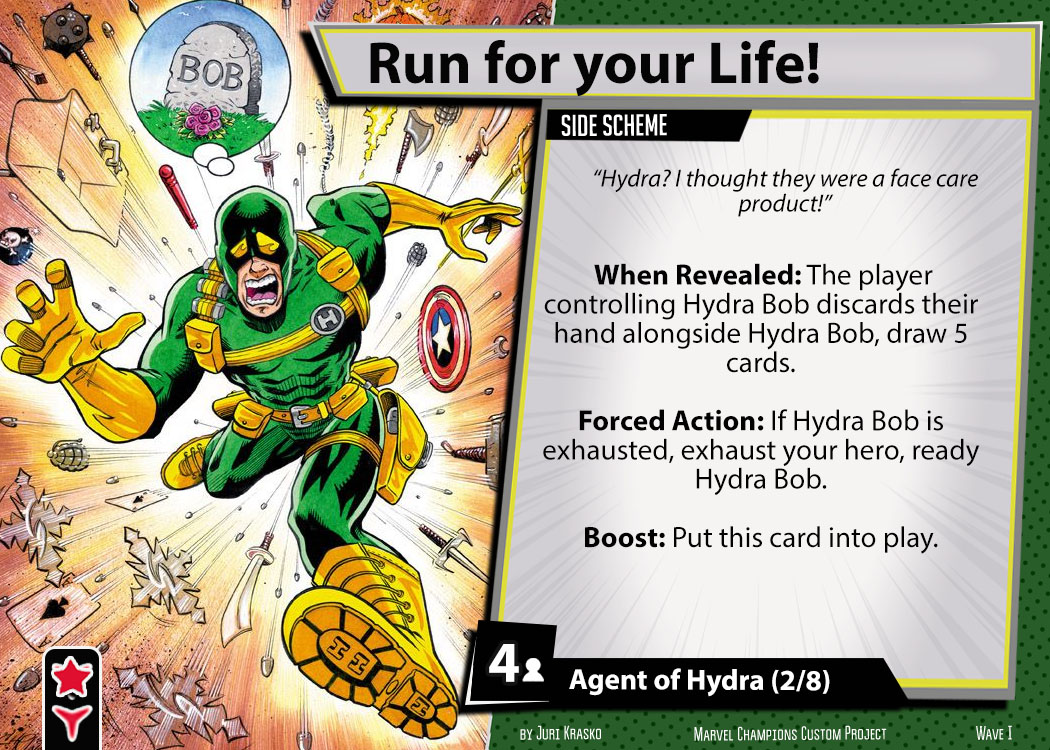 BOB
Run for your Life!
SIDE SCHEME
“Hydra? I thought they were a face care
product!”
When Revealed: The player
controlling Hydra Bob discards their
hand alongside Hydra Bob, draw 5
cards.
Forced Action: If Hydra Bob is
exhausted, exhaust your hero, ready
Hydra Bob.
Boost: Put this card into play.
4
Agent of Hydra (2/8)
H
by Juri Krasko
Marvel Champions Custom Project
Wave I